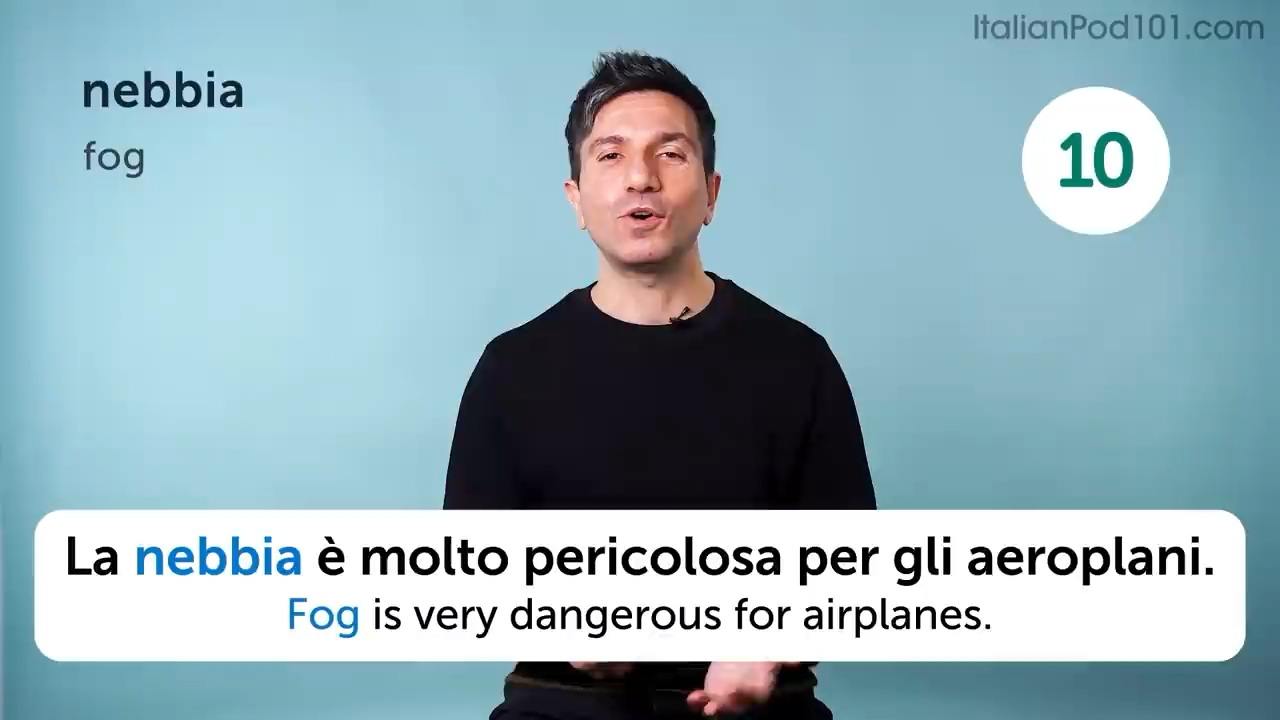 ItalianPod101.com
nebbia
fog
10
La nebbia è molto pericolosa per gli aeroplani.
Fog is very dangerous for airplanes.